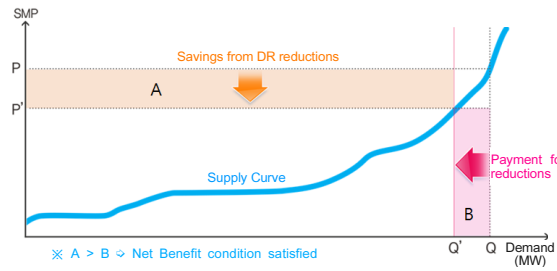 SMP
P
Savings from DR reductions
A
P'
Payment fo
reductions
Supply Curve
B
Q' Q Demand
(MW)
※ A > B ➩ Net Benefit condition satisfied